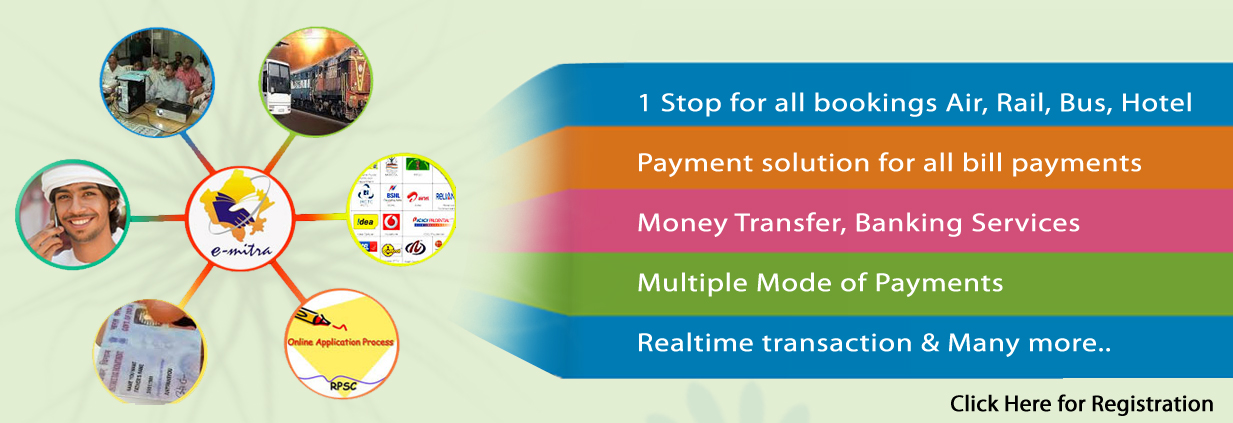 1 Stop for all bookings Air, Rail, Bus, Hotel
Payment solution for all bill payments
Money Transfer, Banking Services
Multiple Mode of Payments
Realtime transaction & Many more..
Click Here for Registration
e-mitra
Online Application Process
RPSC
!dea
BSNL